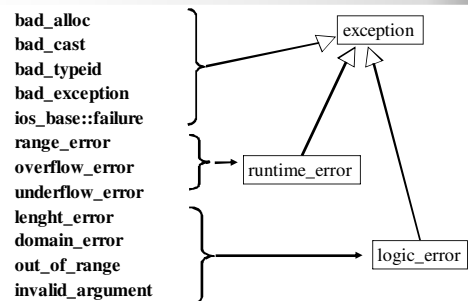 bad_alloc
bad_cast
bad_typeid
bad_exception
ios_base::failure
range_error
overflow_error
underflow_error
lenght_error
domain_error
out_of_range
invalid_argument
exception
runtime_error
logic_error